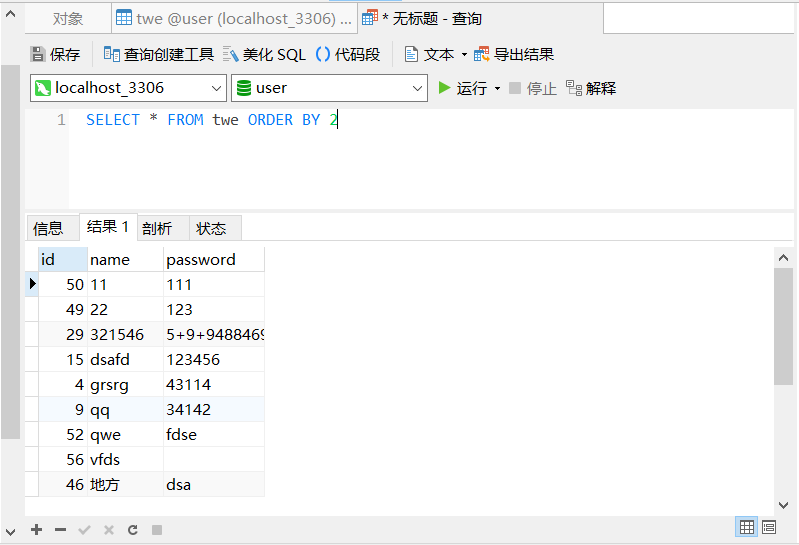 对象 twe @user (localhost_3306) ... * 无标题 - 查询
保存 查询创建工具 美化 SQL () 代码段 文本 导出结果
localhost_3306 user 运行 停止 解释
1 SELECT * FROM twe ORDER BY 2
信息 结果 1 剖析 状态
id name password
50 11 111
49 22 123
29 321546 5+9+9488469
15 dsafd 123456
4 grsrg 43114
9 qq 34142
52 qwe fdse
56 vfds
46 地方 dsa